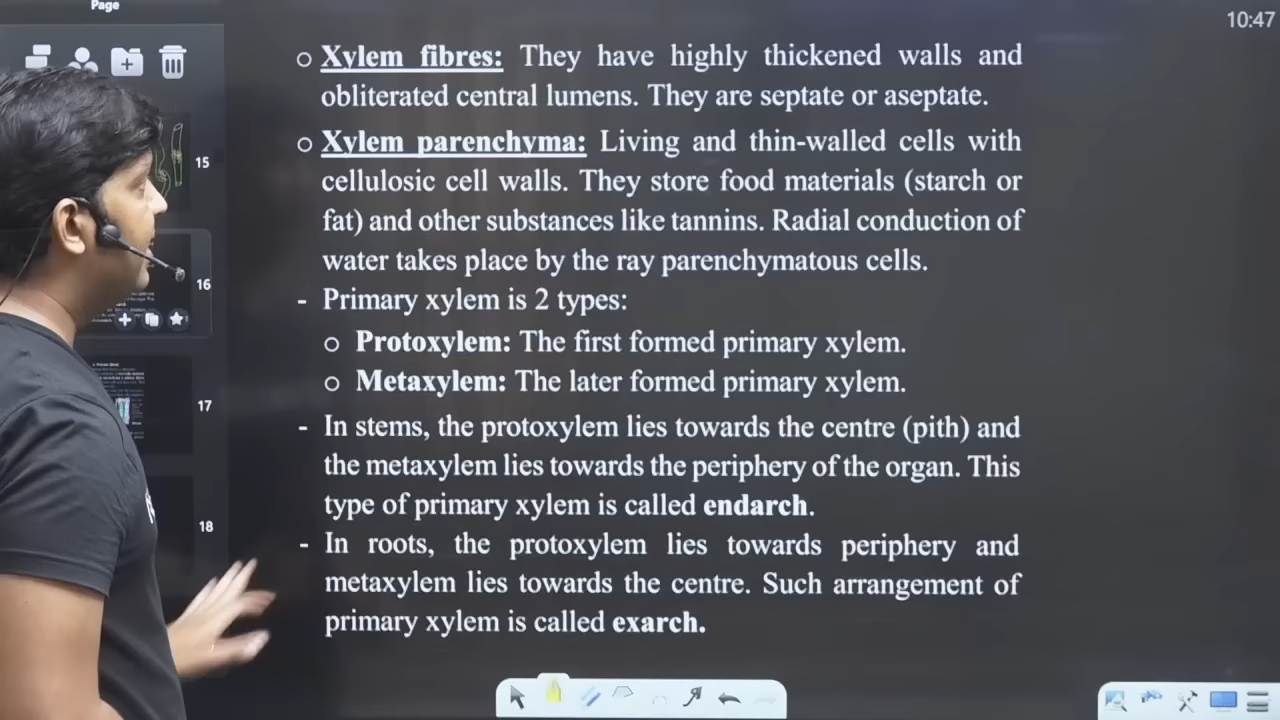 Page
10:47
15
16
17
18
○ Xylem fibres: They have highly thickened walls and
obliterated central lumens. They are septate or aseptate.
○ Xylem parenchyma: Living and thin-walled cells with
cellulosic cell walls. They store food materials (starch or
fat) and other substances like tannins. Radial conduction of
water takes place by the ray parenchymatous cells.
- Primary xylem is 2 types:
○ Protoxylem: The first formed primary xylem.
○ Metaxylem: The later formed primary xylem.
- In stems, the protoxylem lies towards the centre (pith) and
the metaxylem lies towards the periphery of the organ. This
type of primary xylem is called endarch.
- In roots, the protoxylem lies towards periphery and
metaxylem lies towards the centre. Such arrangement of
primary xylem is called exarch.